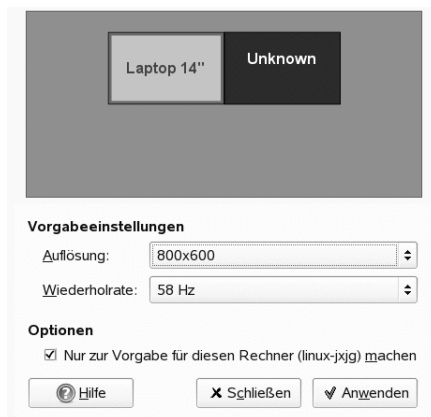 Laptop 14"
Unknown
Vorgabeeinstellungen
Auflösung: 800x600
Wiederholrate: 58 Hz
Optionen
Nur zur Vorgabe für diesen Rechner (linux-jxjg) machen
Hilfe
Schließen
Anwenden